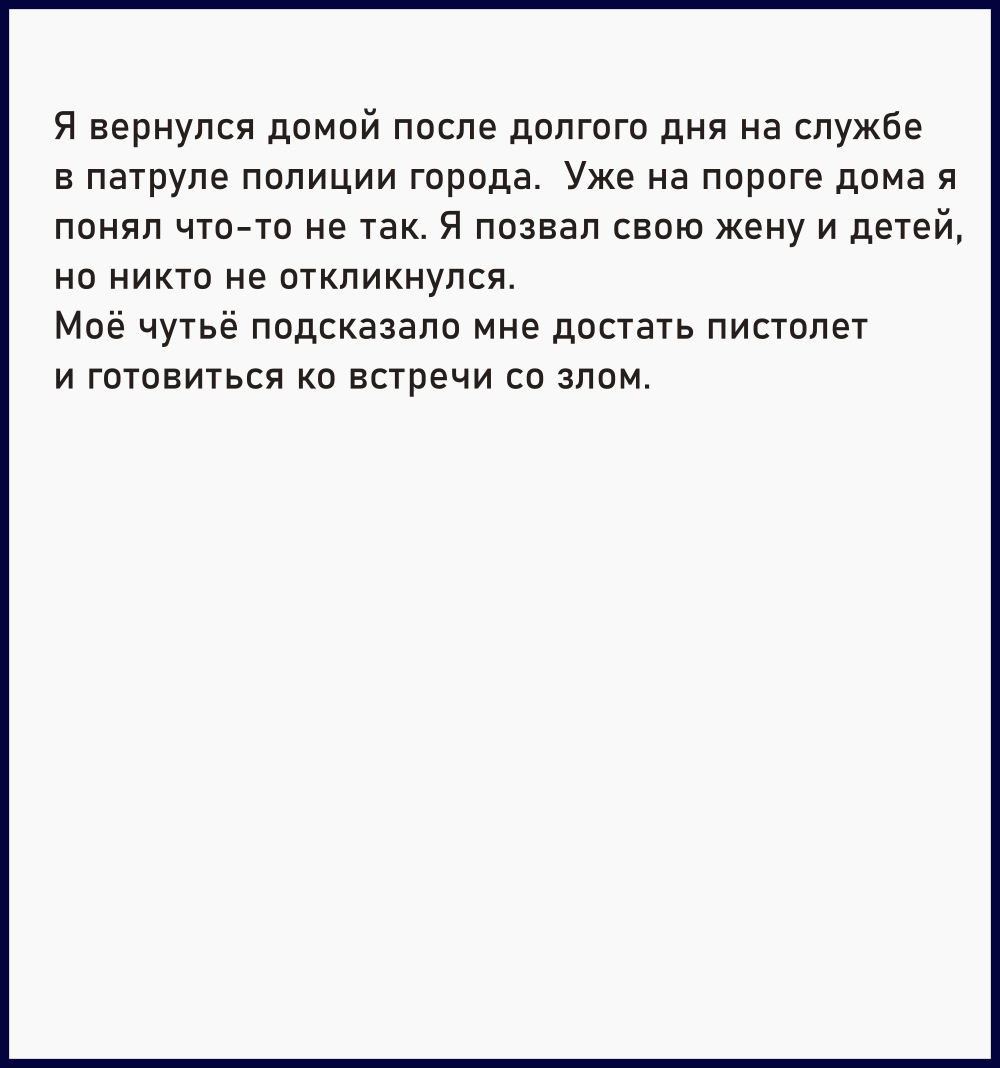 Я вернулся домой после долгого дня на службе
в патруле полиции города.  Уже на пороге дома я
понял что-то не так. Я позвал свою жену и детей,
но никто не откликнулся.
Моё чутьё подсказало мне достать пистолет
и готовиться ко встречи со злом.